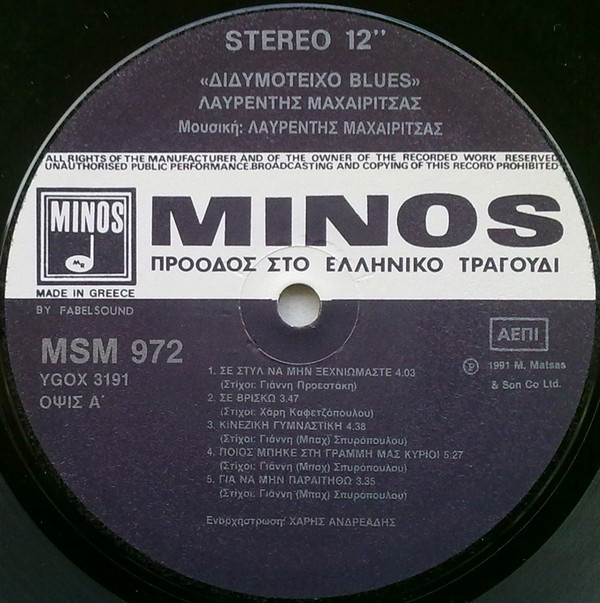 STEREO 12"
«ΔΙΔΥΜΟΤΕΙΧΟ BLUES»
ΛΑΥΡΕΝΤΗΣ ΜΑΧΑΙΡΙΤΣΑΣ
Μουσική: ΛΑΥΡΕΝΤΗΣ ΜΑΧΑΙΡΙΤΣΑΣ
ALL RIGHTS OF THE MANUFACTURER AND OF THE OWNER OF THE RECORDED WORK RESERVED
UNAUTHORISED PUBLIC PERFORMANCE.BROADCASTING AND COPYING OF THIS RECORD PROHIBITED
MINOS
MINOS
ΠΡΟΟΔΟΣ ΣΤΟ ΕΛΛΗΝΙΚΟ ΤΡΑΓΟΥΔΙ
MADE IN GREECE
BY FABELSOUND
MSM 972
YGOX 3191
ΟΨΙΣ Α΄
ΑΕΠΙ
℗ 1991 M. Matsas
& Son Co Ltd.
1. ΣΕ ΣΤΥΛ ΝΑ ΜΗΝ ΞΕΧΝΙΩΜΑΣΤΕ 4.03
(Στίχοι: Γιάννη Προεστάκη)
2. ΣΕ ΒΡΙΣΚΩ 3.47
(Στίχοι: Χάρη Καφετζόπουλου)
3. ΚΙΝΕΖΙΚΗ ΓΥΜΝΑΣΤΙΚΗ 4.38
(Στίχοι: Γιάννη (Μπαχ) Σπυρόπουλου)
4. ΠΟΙΟΣ ΜΠΗΚΕ ΣΤΗ ΓΡΑΜΜΗ ΜΑΣ ΚΥΡΙΟΙ 5.27
(Στίχοι: Γιάννη (Μπαχ) Σπυρόπουλου)
5. ΓΙΑ ΝΑ ΜΗΝ ΠΑΡΑΙΤΗΘΩ 3.35
(Στίχοι: Γιάννη (Μπαχ) Σπυρόπουλου)
Ενορχήστρωση: ΧΑΡΗΣ ΑΝΔΡΕΑΔΗΣ